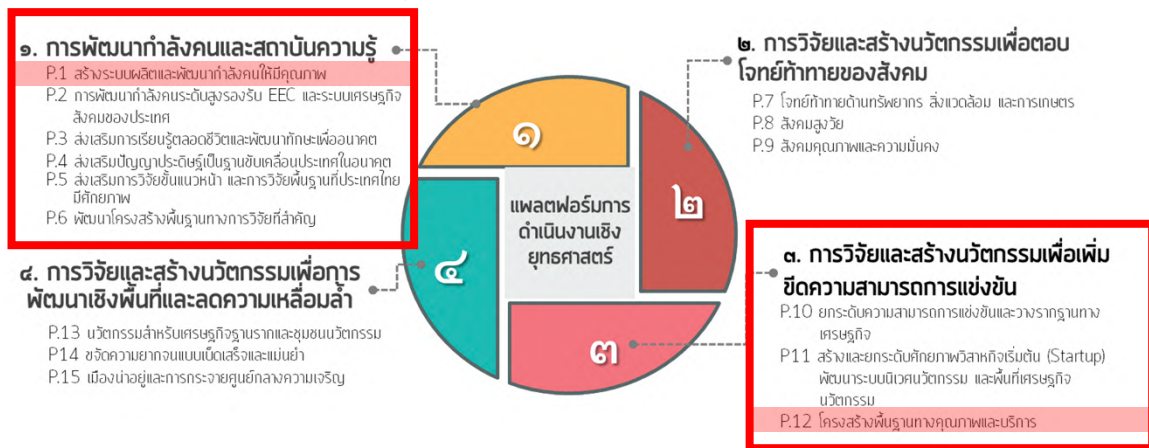 ๑. การพัฒนากำลังคนและสถาบันความรู้
P.1 สร้างระบบผลิตและพัฒนากำลังคนให้มีคุณภาพ
P.2 การพัฒนากำลังคนระดับสูงรองรับ EEC และระบบเศรษฐกิจ
สังคมของประเทศ
P.3 ส่งเสริมการเรียนรู้ตลอดชีวิตและพัฒนาทักษะเพื่ออนาคต
P.4 ส่งเสริมปัญญาประดิษฐ์เป็นฐานขับเคลื่อนประเทศในอนาคต
P.5 ส่งเสริมการวิจัยขั้นแนวหน้า และการวิจัยพื้นฐานที่ประเทศไทย
มีศักยภาพ
P.6 พัฒนาโครงสร้างพื้นฐานทางการวิจัยที่สำคัญ
๒. การวิจัยและสร้างนวัตกรรมเพื่อตอบ
โจทย์ท้าทายของสังคม
P.7 โจทย์ท้าทายด้านทรัพยากร สิ่งแวดล้อม และการเกษตร
P.8 สังคมสูงวัย
P.9 สังคมคุณภาพและความมั่นคง
๑
๒
๓
๔
แพลตฟอร์มการ
ดำเนินงานเชิง
ยุทธศาสตร์
๓. การวิจัยและสร้างนวัตกรรมเพื่อเพิ่ม
ขีดความสามารถการแข่งขัน
P.10 ยกระดับความสามารถการแข่งขันและวางรากฐานทาง
เศรษฐกิจ
P11 สร้างและยกระดับศักยภาพวิสาหกิจเริ่มต้น (Startup)
พัฒนาระบบนิเวศนวัตกรรม และพื้นที่เศรษฐกิจ
นวัตกรรม
P.12 โครงสร้างพื้นฐานทางคุณภาพและบริการ
๔. การวิจัยและสร้างนวัตกรรมเพื่อการ
พัฒนาเชิงพื้นที่และลดความเหลื่อมล้ำ
P.13 นวัตกรรมสำหรับเศรษฐกิจฐานรากและชุมชนนวัตกรรม
P14 ขจัดความยากจนแบบเบ็ดเสร็จและแม่นยำ
P.15 เมืองน่าอยู่และการกระจายศูนย์กลางความเจริญ